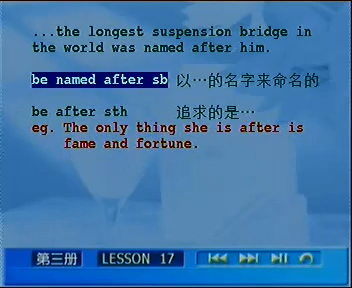 ...the longest suspension bridge in
the world was named after him.
be named after sb 以…的名字来命名的
be after sth 追求的是…
eg. The only thing she is after is
fame and fortune.
第三册 LESSON 17